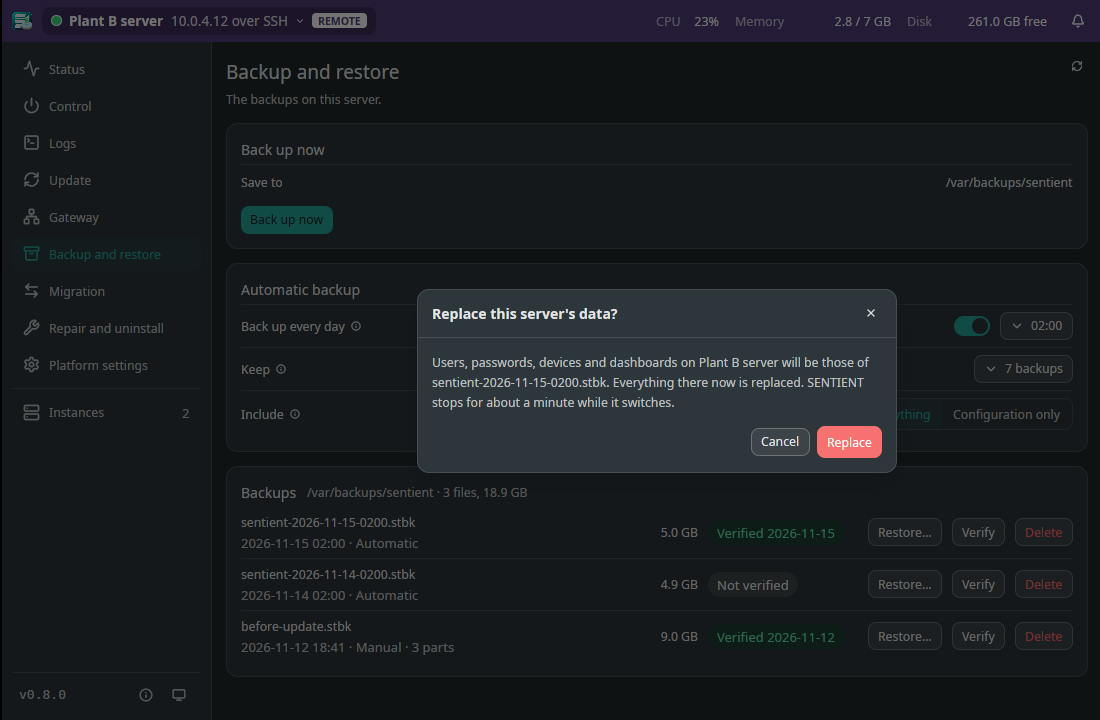 Plant B server 10.0.4.12 over SSH REMOTE CPU 23% Memory 2.8 / 7 GB Disk 261.0 GB free
Status
Control
Logs
Update
Gateway
Backup and restore
Migration
Repair and uninstall
Platform settings
Instances 2
v0.8.0
Backup and restore
The backups on this server.
Back up now
Save to /var/backups/sentient
Back up now
Automatic backup
Back up every day 02:00
Keep 7 backups
Include Configuration only
Replace this server's data?
Users, passwords, devices and dashboards on Plant B server will be those of
sentient-2026-11-15-0200.stbk. Everything there now is replaced. SENTIENT
stops for about a minute while it switches.
Cancel Replace
Backups /var/backups/sentient · 3 files, 18.9 GB
sentient-2026-11-15-0200.stbk
2026-11-15 02:00 · Automatic
5.0 GB Verified 2026-11-15 Restore... Verify Delete
sentient-2026-11-14-0200.stbk
2026-11-14 02:00 · Automatic
4.9 GB Not verified Restore... Verify Delete
before-update.stbk
2026-11-12 18:41 · Manual · 3 parts
9.0 GB Verified 2026-11-12 Restore... Verify Delete